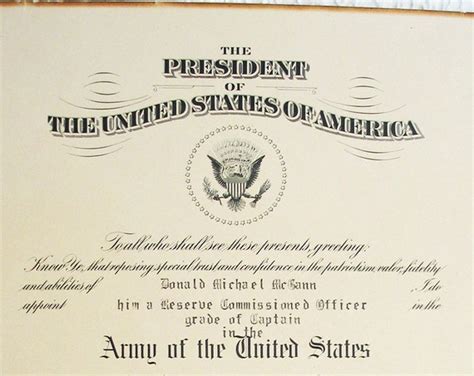 THE
PRESIDENT
OF
THE UNITED STATES OF AMERICA
To all who shall see these presents, greeting:
Know Ye, that reposing special trust and confidence in the patriotism, valor, fidelity
and abilities of Donald Michael McGann , I do
appoint him a Reserve Commissioned Officer in the
grade of Captain
in the
Army of the United States